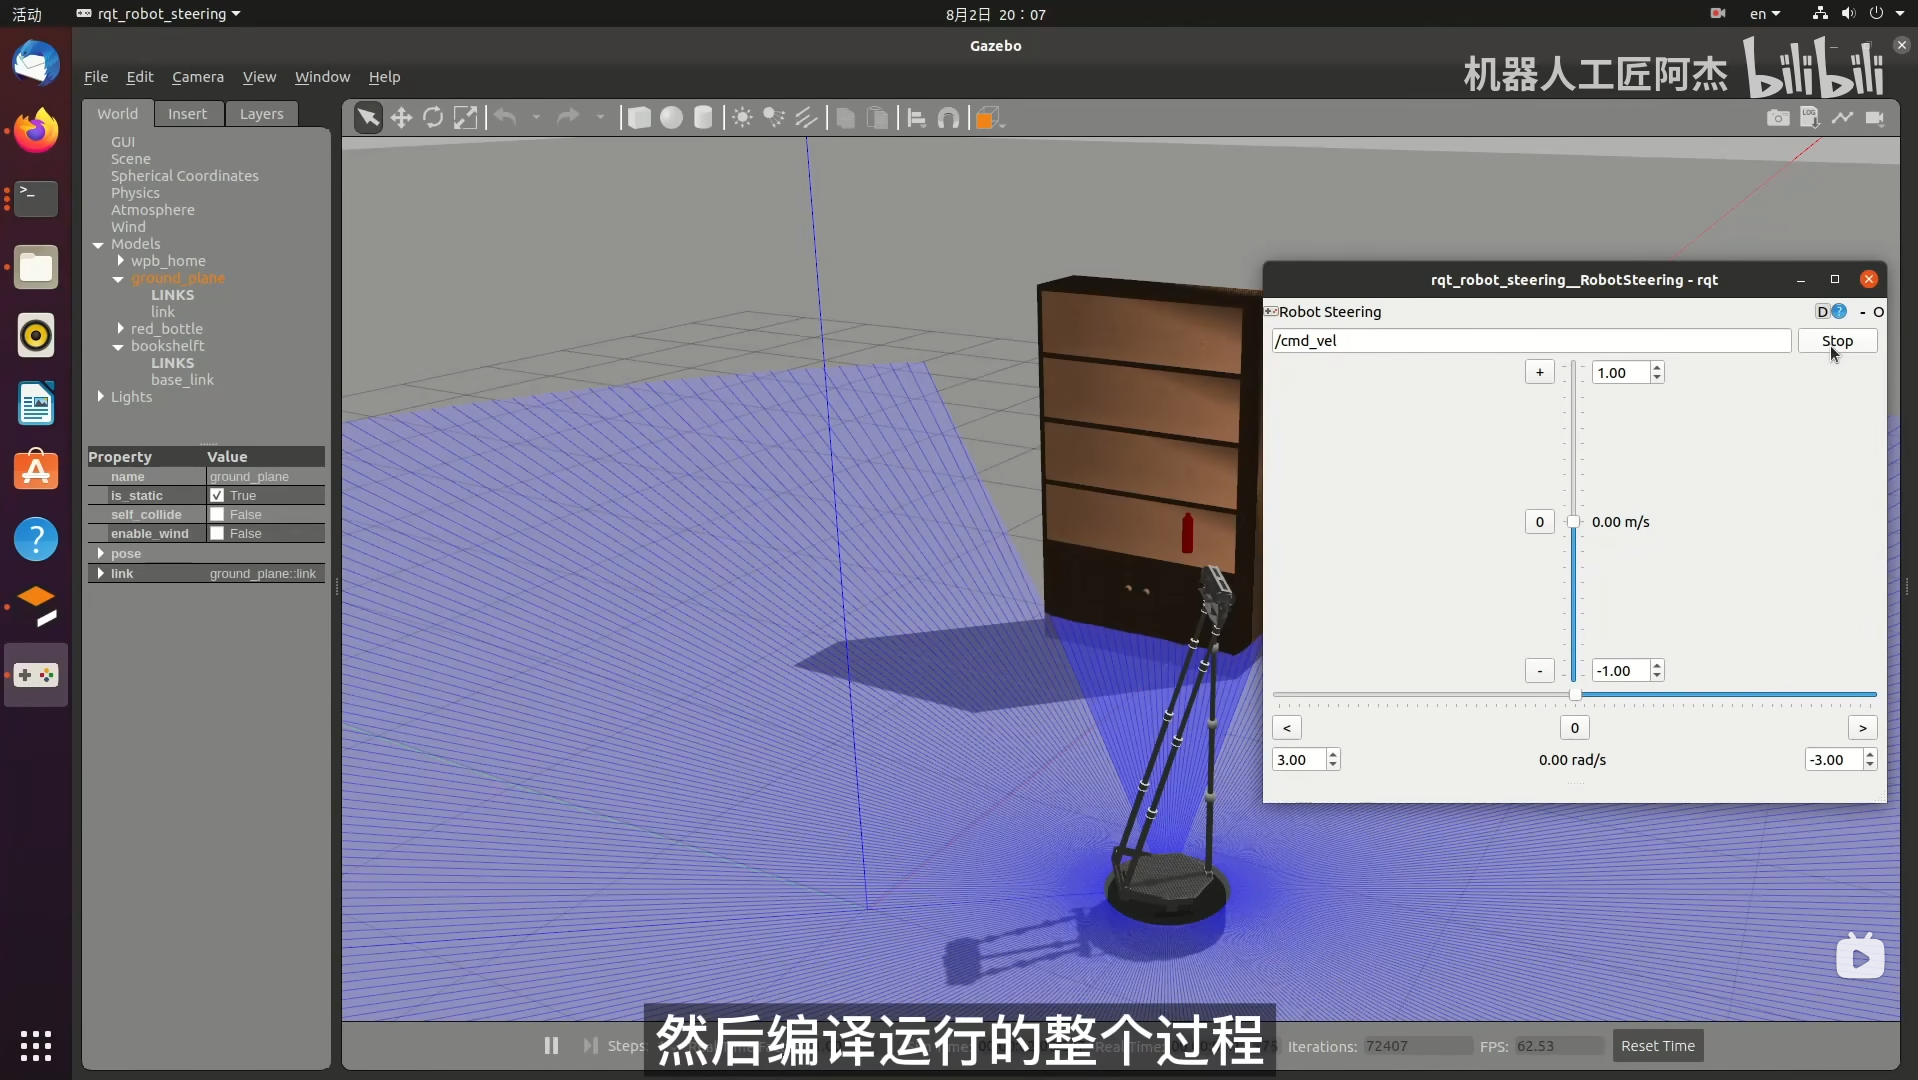 活动
rqt_robot_steering
8月2日 20:07
en
Gazebo
File Edit Camera View Window Help
机器人工匠阿杰 bilibili
World Insert Layers
GUI
Scene
Spherical Coordinates
Physics
Atmosphere
Wind
Models
wpb_home
ground_plane
LINKS
link
red_bottle
bookshelft
LINKS
base_link
Lights
Property Value
name ground_plane
is_static True
self_collide False
enable_wind False
pose
link ground_plane::link
LOG
rqt_robot_steering__RobotSteering - rqt
Robot Steering
D ? - O
/cmd_vel
Stop
+ 1.00
0 0.00 m/s
- -1.00
< 0 >
3.00 0.00 rad/s -3.00
然后编译运行的整个过程
Steps:
Iterations: 72407 FPS: 62.53 Reset Time